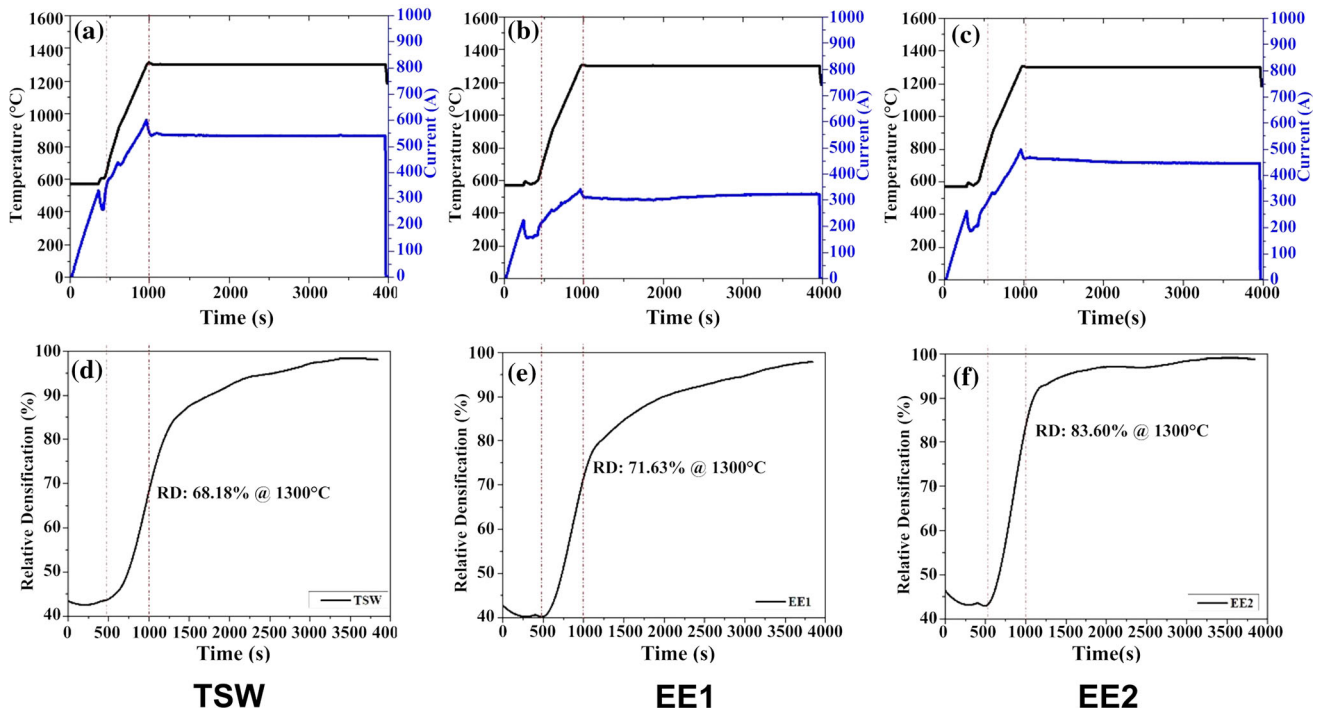 (a)
1600
1400
1200
1000
800
600
400
200
0
Temperature (°C)
1000
900
800
700
600
500
400
300
200
100
0
Current (A)
0 1000 2000 3000 400
Time (s)
(b)
1600
1400
1200
1000
800
600
400
200
0
Temperature (°C)
1000
900
800
700
600
500
400
300
200
100
0
Current (A)
0 1000 2000 3000 4000
Time (s)
(c)
1600
1400
1200
1000
800
600
400
200
0
Temperature (°C)
1000
900
800
700
600
500
400
300
200
100
0
Current (A)
0 1000 2000 3000 4000
Time(s)
(d)
100
90
80
70
60
50
40
Relative Densification (%)
RD: 68.18% @ 1300°C
TSW
0 500 1000 1500 2000 2500 3000 3500 400
Time (s)
TSW
(e)
100
90
80
70
60
50
40
Relative Densification (%)
RD: 71.63% @ 1300°C
EE1
0 500 1000 1500 2000 2500 3000 3500 4000
Time (s)
EE1
(f)
100
90
80
70
60
50
40
Relative Densification (%)
RD: 83.60% @ 1300°C
EE2
0 500 1000 1500 2000 2500 3000 3500 4000
Time(s)
EE2